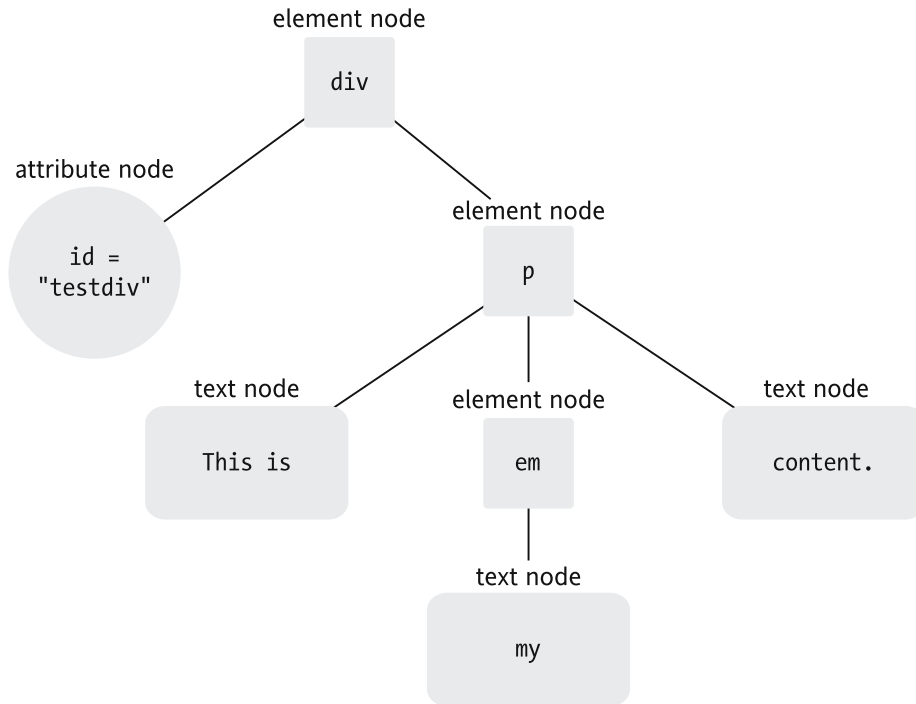 element node
div
attribute node
id =
"testdiv"
element node
p
text node
This is
element node
em
text node
content.
text node
my